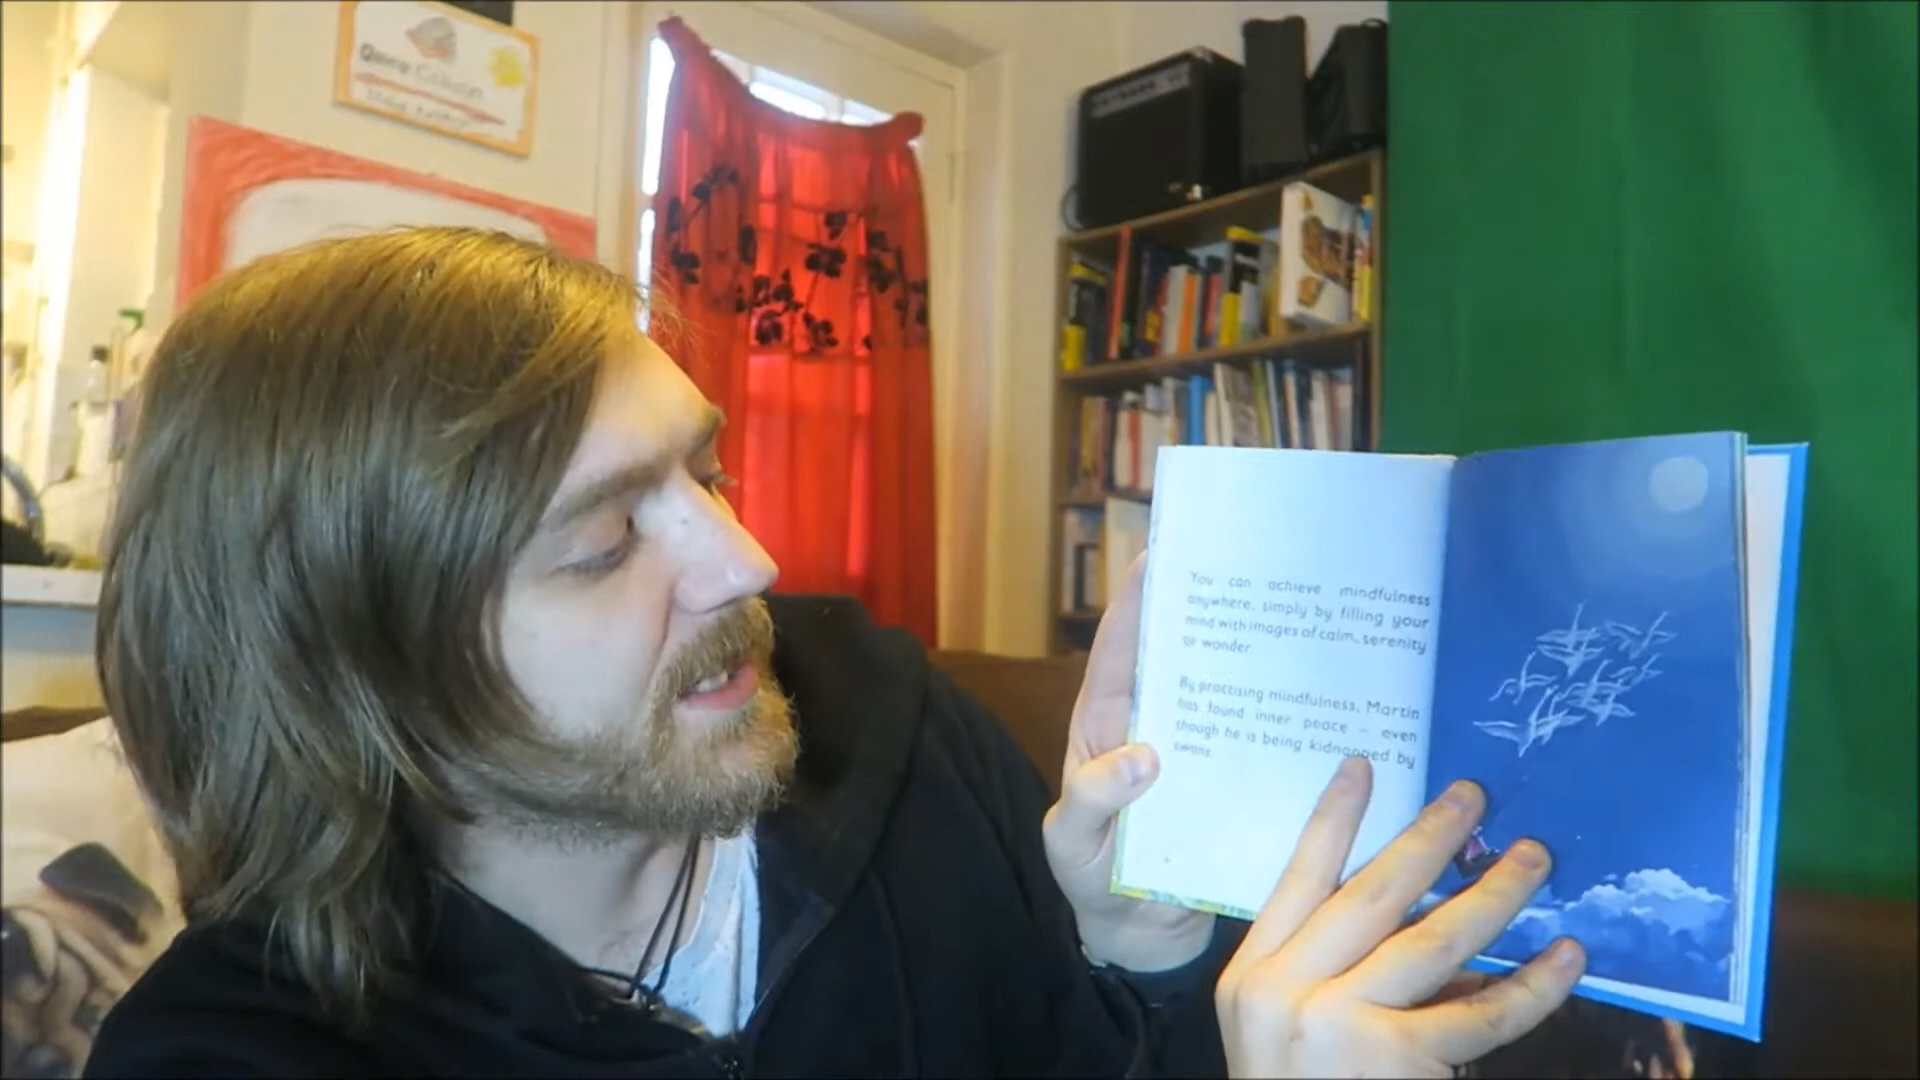 You can achieve mindfulness
anywhere, simply by filling your
mind with images of calm, serenity
or wonder.
By practising mindfulness, Martin
has found inner peace – even
though he is being kidnapped by
swans.